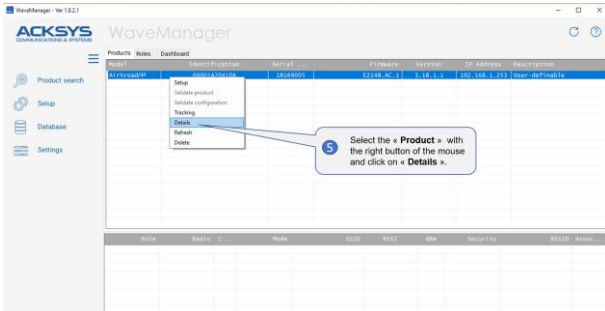 WaveManager - Ver 1.8.2.1
ACKSYS
COMMUNICATIONS & SYSTEMS
WaveManager
Products Roles Dashboard
Model Identification Serial ... Firmware Version IP Address Description
18169005 E2148.AC.1 3.18.1.1 192.168.1.253 User-definable
Setup
Validate product
Validate configuration
Tracking
Details
Refresh
Delete
Product search
Setup
Database
Settings
5
Select the « Product » with
the right button of the mouse
and click on « Details ».
Role Radio C... Mode SSID RSSI dBm Security BSSID Assoc...